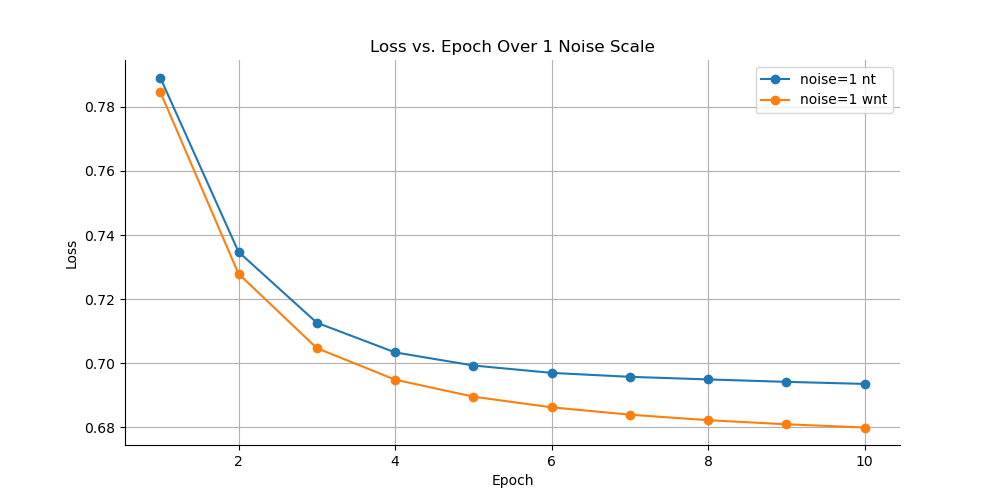 Loss vs. Epoch Over 1 Noise Scale
noise=1 nt
noise=1 wnt
Loss
0.78
0.76
0.74
0.72
0.70
0.68
2 4 6 8 10
Epoch